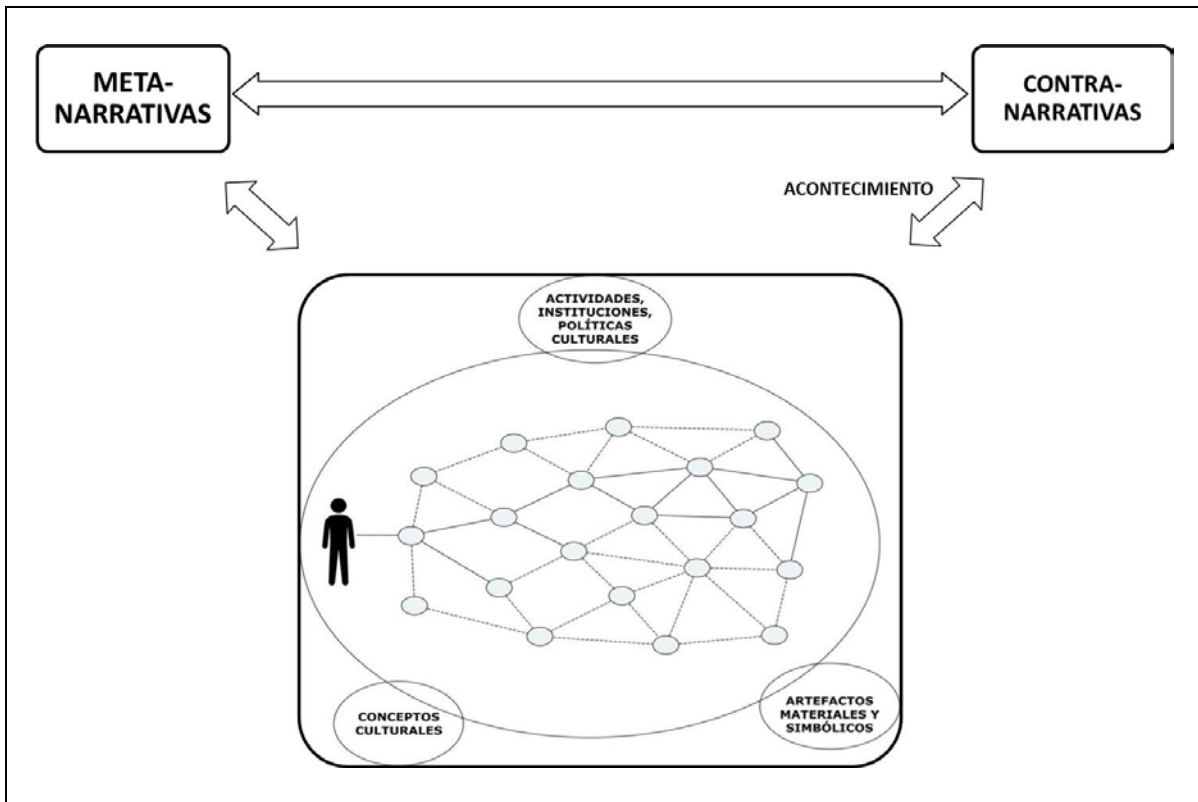 META-
NARRATIVAS
CONTRA-
NARRATIVAS
ACONTECIMIENTO
ACTIVIDADES,
INSTITUCIONES,
POLÍTICAS
CULTURALES
CONCEPTOS
CULTURALES
ARTEFACTOS
MATERIALES Y
SIMBÓLICOS